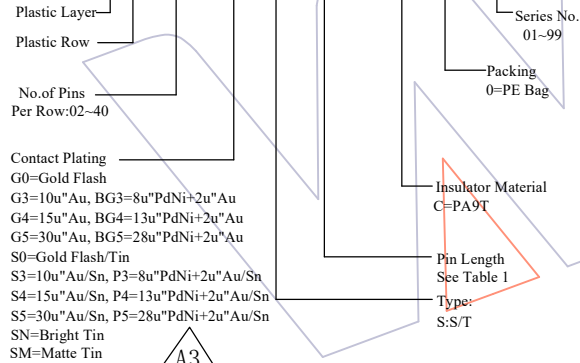 Plastic Layer
Plastic Row
No.of Pins
Per Row:02~40
Contact Plating
G0=Gold Flash
G3=10u"Au, BG3=8u"PdNi+2u"Au
G4=15u"Au, BG4=13u"PdNi+2u"Au
G5=30u"Au, BG5=28u"PdNi+2u"Au
S0=Gold Flash/Tin
S3=10u"Au/Sn, P3=8u"PdNi+2u"Au/Sn
S4=15u"Au/Sn, P4=13u"PdNi+2u"Au/Sn
S5=30u"Au/Sn, P5=28u"PdNi+2u"Au/Sn
SN=Bright Tin
SM=Matte Tin
A3
Series No.
01~99
Packing
0=PE Bag
Insulator Material
C=PA9T
Pin Length
See Table 1
Type:
S:S/T